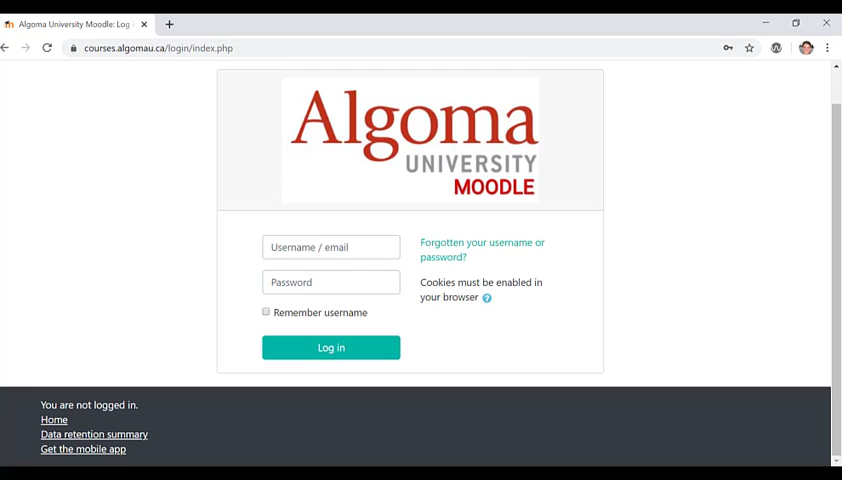 Algoma University Moodle: Log
courses.algomau.ca/login/index.php
Algoma
UNIVERSITY
MOODLE
Username / email
Forgotten your username or
password?
Password
Cookies must be enabled in
your browser
Remember username
Log in
You are not logged in.
Home
Data retention summary
Get the mobile app